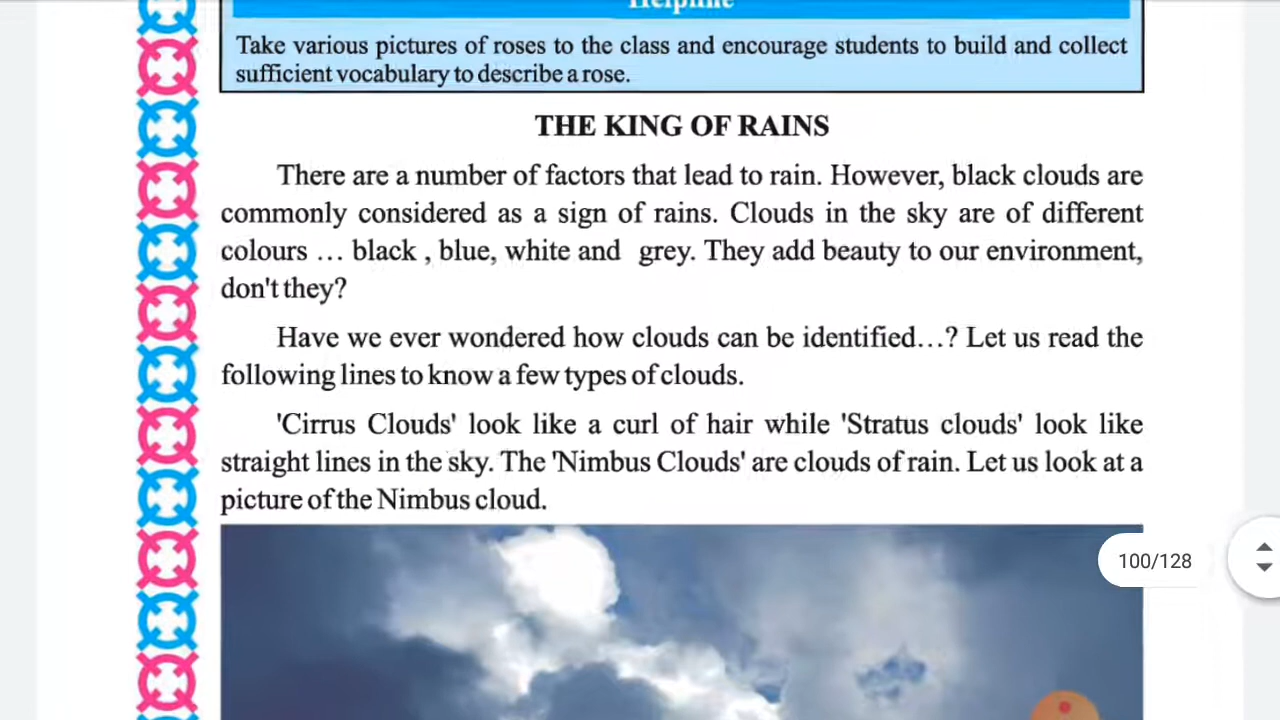 Helpline
Take various pictures of roses to the class and encourage students to build and collect
sufficient vocabulary to describe a rose.
THE KING OF RAINS
There are a number of factors that lead to rain. However, black clouds are
commonly considered as a sign of rains. Clouds in the sky are of different
colours … black , blue, white and grey. They add beauty to our environment,
don't they?
Have we ever wondered how clouds can be identified…? Let us read the
following lines to know a few types of clouds.
'Cirrus Clouds' look like a curl of hair while 'Stratus clouds' look like
straight lines in the sky. The 'Nimbus Clouds' are clouds of rain. Let us look at a
picture of the Nimbus cloud.
100/128